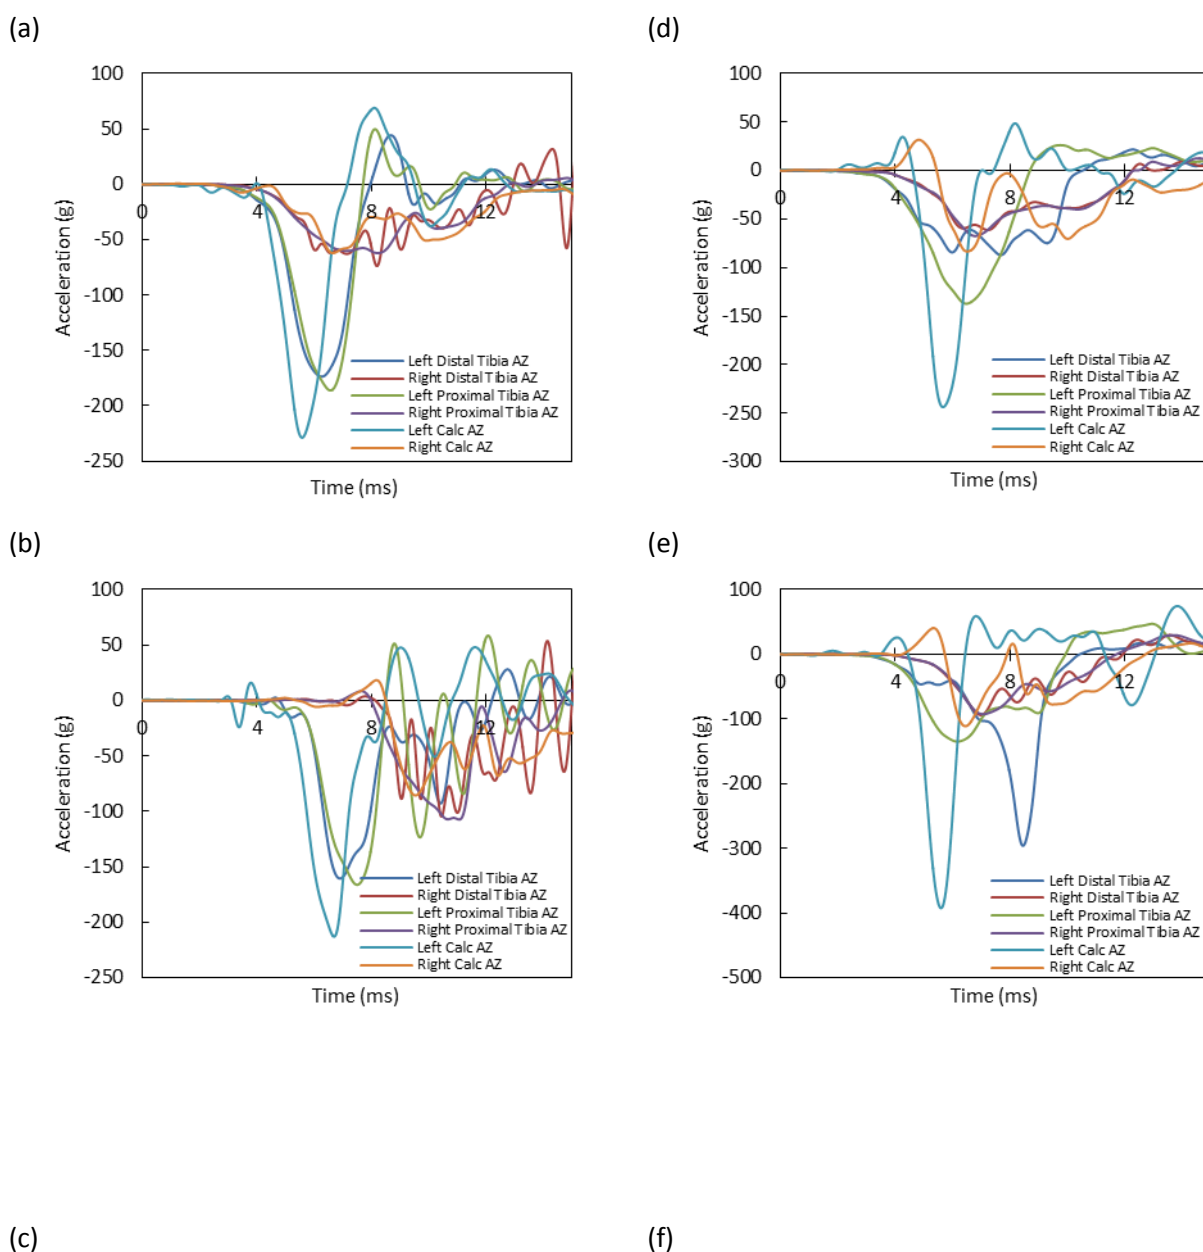 (a)
100
50
0
-50
-100
-150
-200
-250
0
4
8
12
Acceleration (g)
Time (ms)
Left Distal Tibia AZ
Right Distal Tibia AZ
Left Proximal Tibia AZ
Right Proximal Tibia AZ
Left Calc AZ
Right Calc AZ
(d)
100
50
0
-50
-100
-150
-200
-250
-300
0
4
8
12
Acceleration (g)
Time (ms)
Left Distal Tibia AZ
Right Distal Tibia AZ
Left Proximal Tibia AZ
Right Proximal Tibia AZ
Left Calc AZ
Right Calc AZ
(b)
100
50
0
-50
-100
-150
-200
-250
0
4
8
12
Acceleration (g)
Time (ms)
Left Distal Tibia AZ
Right Distal Tibia AZ
Left Proximal Tibia AZ
Right Proximal Tibia AZ
Left Calc AZ
Right Calc AZ
(e)
100
0
-100
-200
-300
-400
-500
0
4
8
12
Acceleration (g)
Time (ms)
Left Distal Tibia AZ
Right Distal Tibia AZ
Left Proximal Tibia AZ
Right Proximal Tibia AZ
Left Calc AZ
Right Calc AZ
(c)
(f)